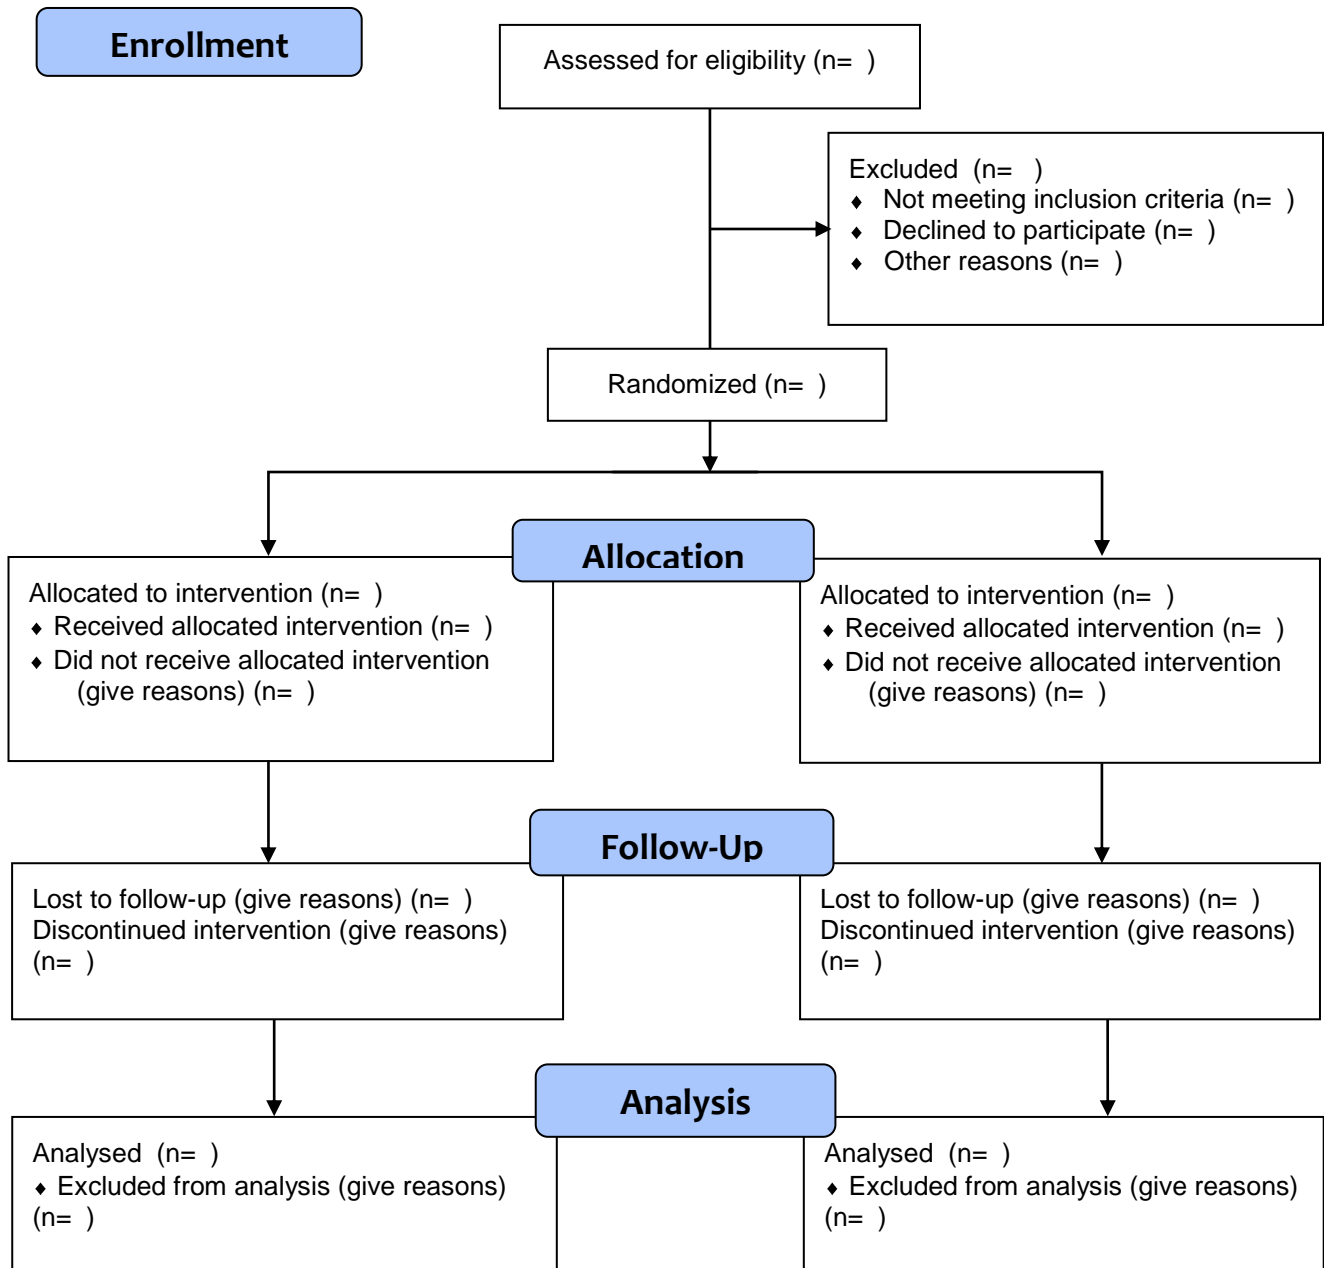 Enrollment
Assessed for eligibility (n=  )
Excluded  (n=   )
♦ Not meeting inclusion criteria (n=  )
♦ Declined to participate (n=  )
♦ Other reasons (n=  )
Randomized (n=  )
Allocation
Allocated to intervention (n=  )
♦ Received allocated intervention (n=  )
♦ Did not receive allocated intervention
(give reasons) (n=  )
Allocated to intervention (n=  )
♦ Received allocated intervention (n=  )
♦ Did not receive allocated intervention
(give reasons) (n=  )
Follow-Up
Lost to follow-up (give reasons) (n=  )
Discontinued intervention (give reasons)
(n=  )
Lost to follow-up (give reasons) (n=  )
Discontinued intervention (give reasons)
(n=  )
Analysis
Analysed  (n=  )
♦ Excluded from analysis (give reasons)
(n=  )
Analysed  (n=  )
♦ Excluded from analysis (give reasons)
(n=  )